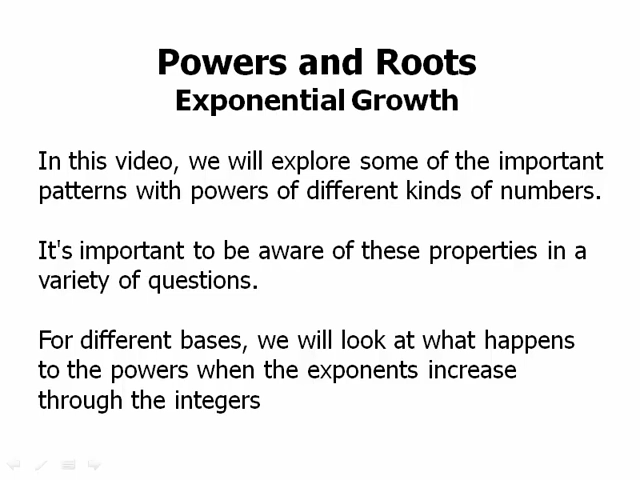 Powers and Roots
Exponential Growth
In this video, we will explore some of the important
patterns with powers of different kinds of numbers.
It's important to be aware of these properties in a
variety of questions.
For different bases, we will look at what happens
to the powers when the exponents increase
through the integers